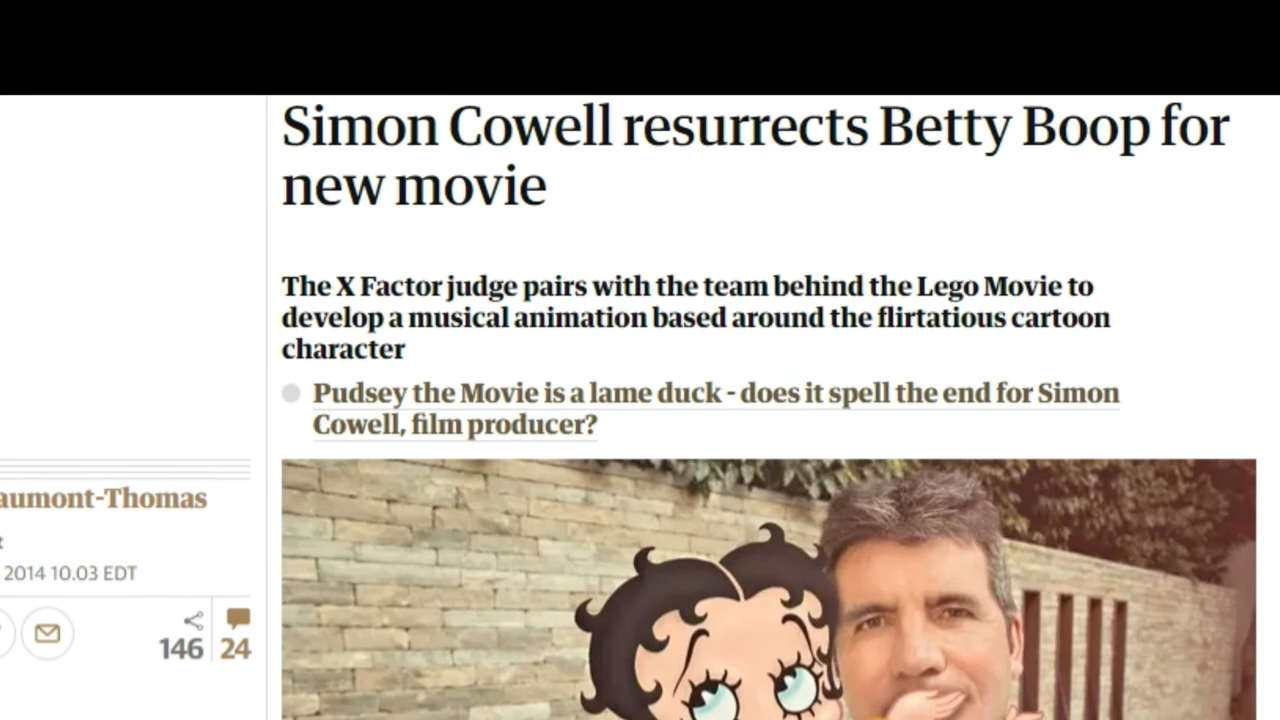 Simon Cowell resurrects Betty Boop for
new movie
The X Factor judge pairs with the team behind the Lego Movie to
develop a musical animation based around the flirtatious cartoon
character
Pudsey the Movie is a lame duck - does it spell the end for Simon
Cowell, film producer?
aumont-Thomas
t
2014 10.03 EDT
146 24